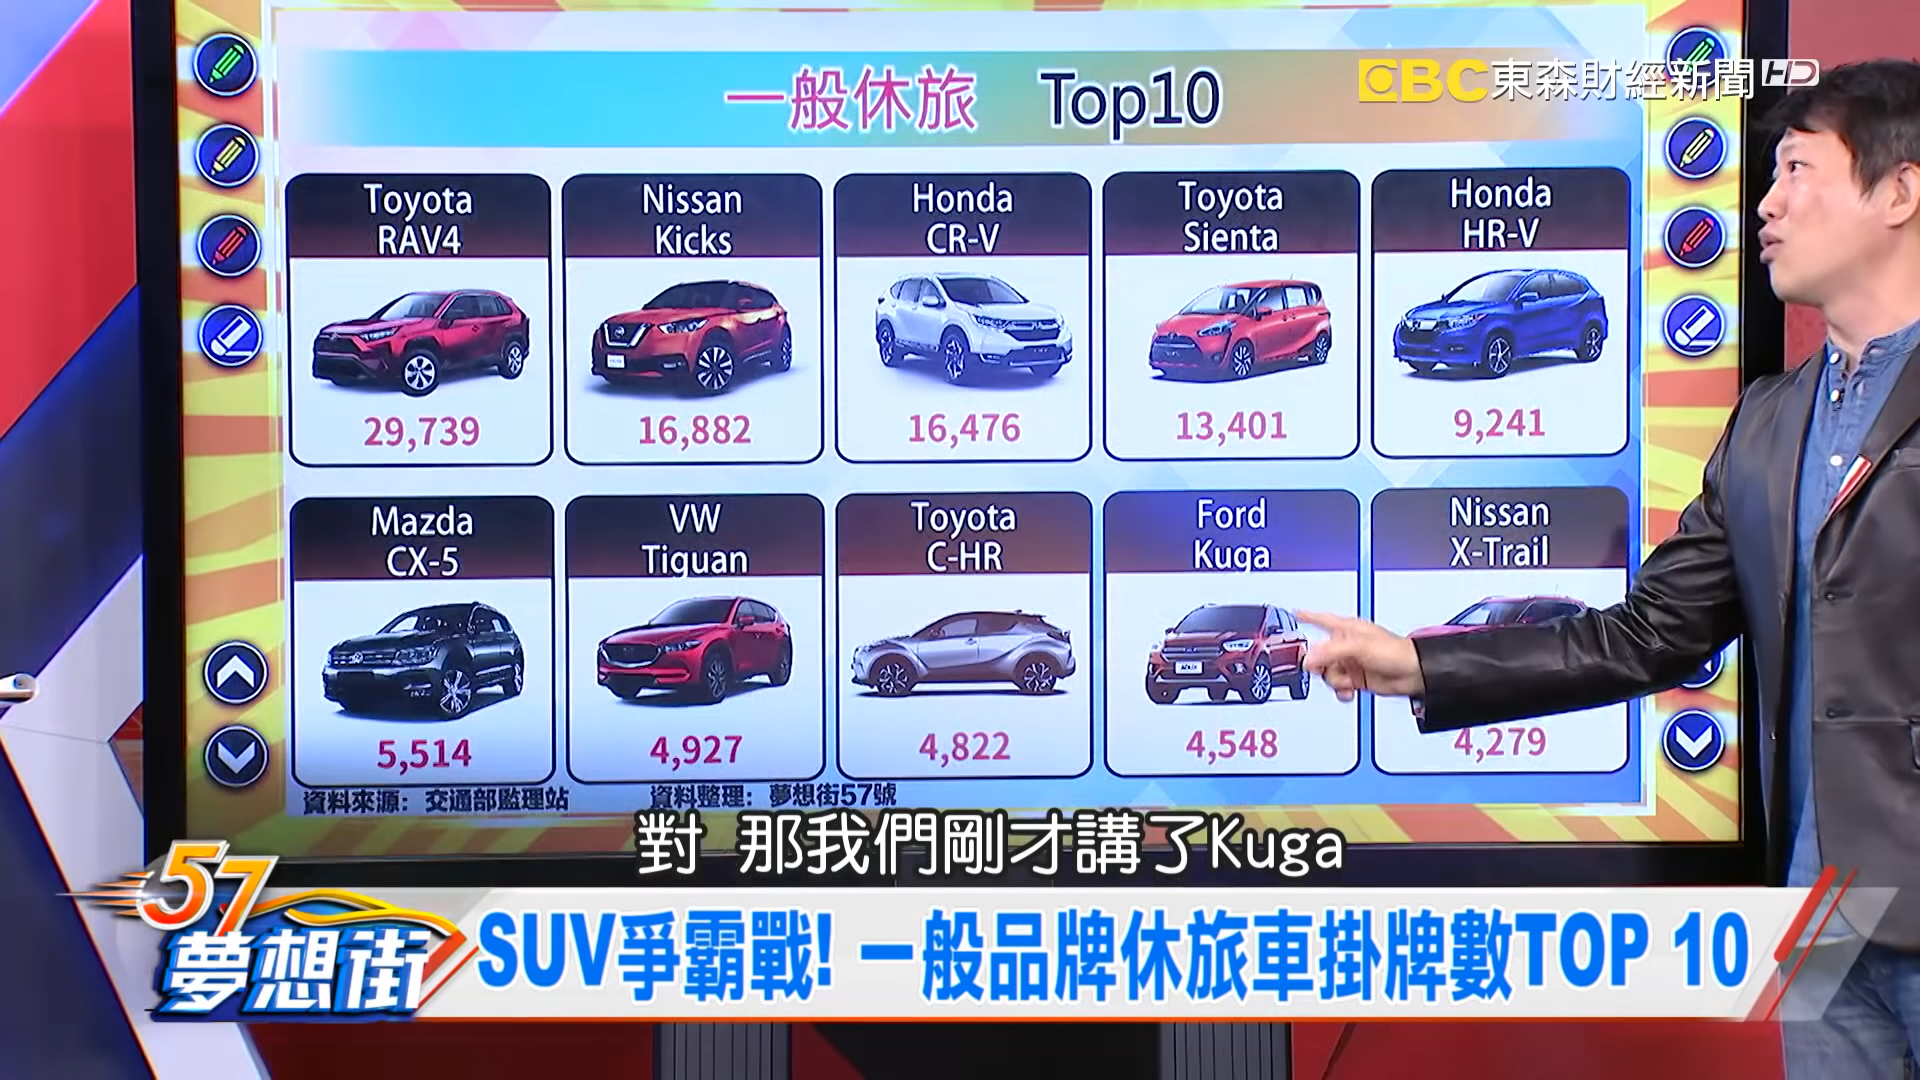 EBC東森財經新聞HD
一般休旅 Top10
Toyota
RAV4
29,739
Nissan
Kicks
16,882
Honda
CR-V
16,476
Toyota
Sienta
13,401
Honda
HR-V
9,241
Mazda
CX-5
5,514
VW
Tiguan
4,927
Toyota
C-HR
4,822
Ford
Kuga
4,548
Nissan
X-Trail
4,279
資料來源：交通部監理站
資料整理：夢想街57號
對 那我們剛才講了Kuga
57
夢想街
SUV爭霸戰! 一般品牌休旅車掛牌數TOP 10